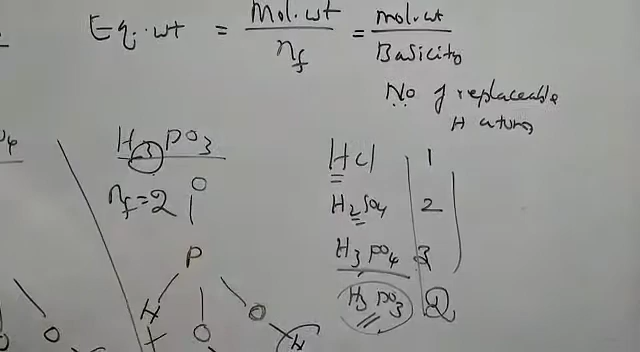 Eq. wt = Mol. wt / nf = mol. wt / Basicity
No of replaceable
H atoms
H3PO3
nf = 2
O
P
H O O
H
HCl 1
H2SO4 2
H3PO4 3
H3PO3 2